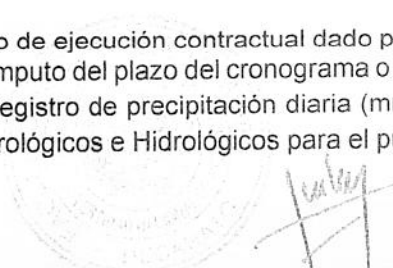 o de ejecución contractual dado p
mputo del plazo del cronograma o
egistro de precipitación diaria (m
rológicos e Hidrológicos para el p